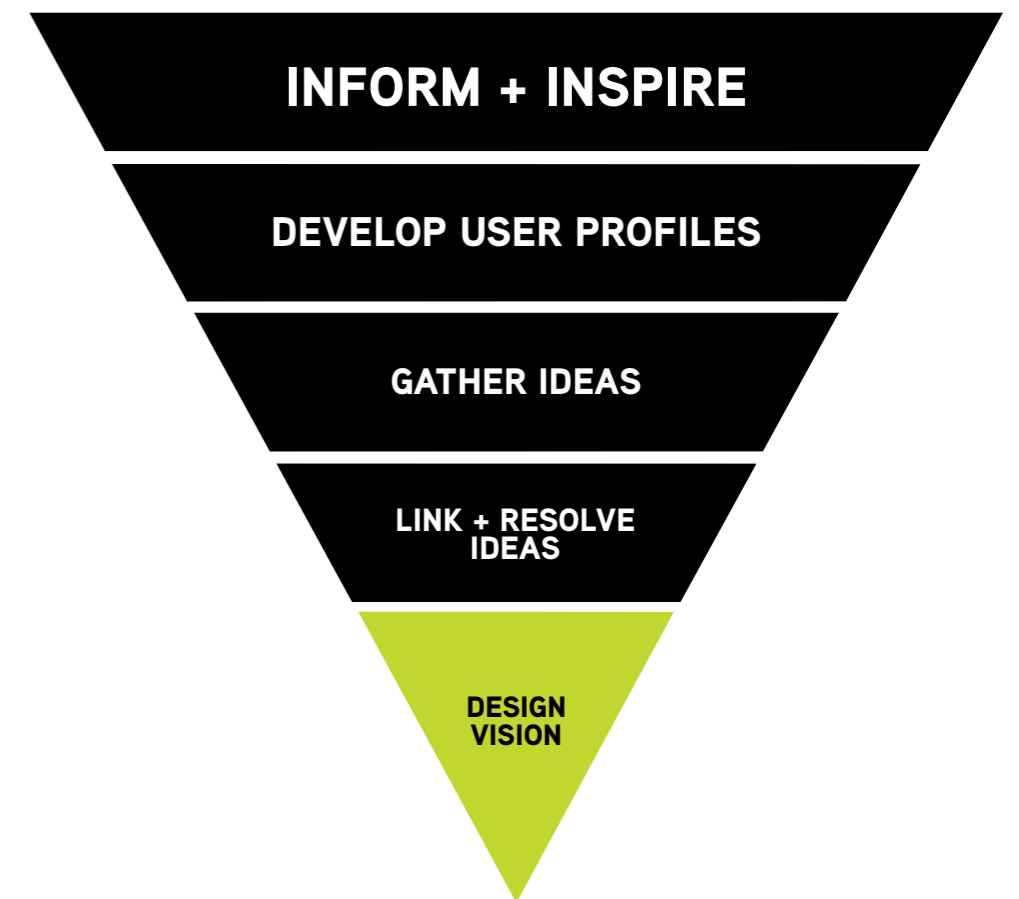 INFORM + INSPIRE
DEVELOP USER PROFILES
GATHER IDEAS
LINK + RESOLVE
IDEAS
DESIGN
VISION